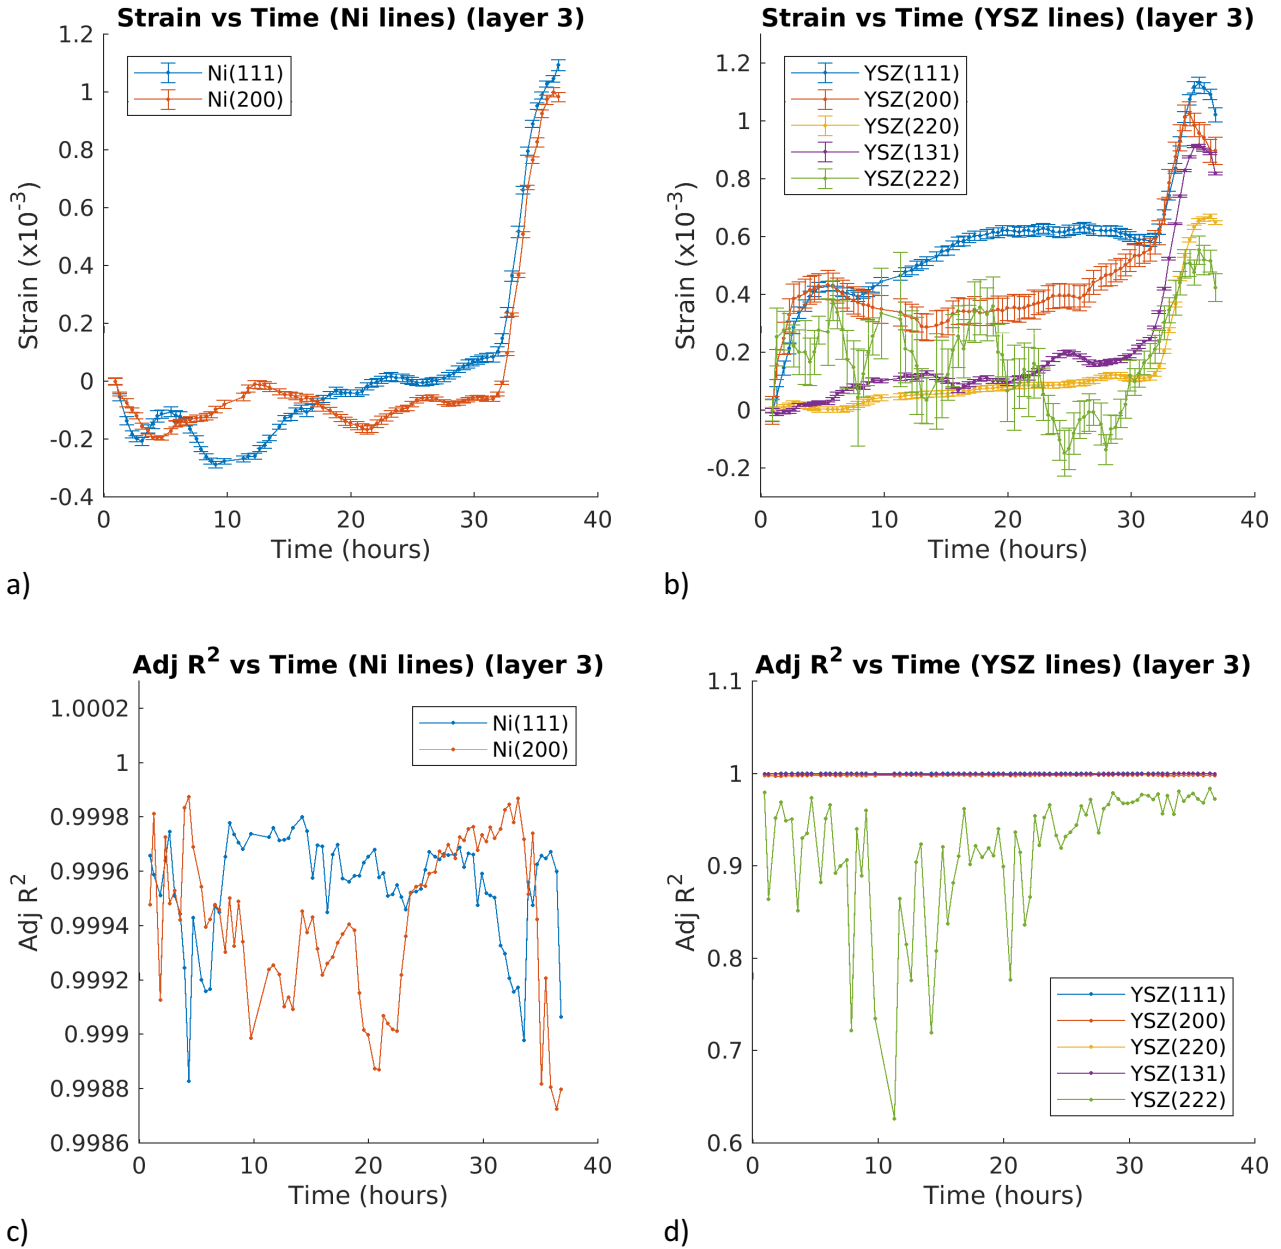 Strain vs Time (Ni lines) (layer 3)
Strain (x10-3)
1.2
1
0.8
0.6
0.4
0.2
0
-0.2
-0.4
Ni(111)
Ni(200)
0 10 20 30 40
Time (hours)
a)
Strain vs Time (YSZ lines) (layer 3)
Strain (x10-3)
1.2
1
0.8
0.6
0.4
0.2
0
-0.2
YSZ(111)
YSZ(200)
YSZ(220)
YSZ(131)
YSZ(222)
0 10 20 30 40
Time (hours)
b)
Adj R2 vs Time (Ni lines) (layer 3)
Adj R2
1.0002
1
0.9998
0.9996
0.9994
0.9992
0.999
0.9988
0.9986
Ni(111)
Ni(200)
0 10 20 30 40
Time (hours)
c)
Adj R2 vs Time (YSZ lines) (layer 3)
Adj R2
1.1
1
0.9
0.8
0.7
0.6
YSZ(111)
YSZ(200)
YSZ(220)
YSZ(131)
YSZ(222)
0 10 20 30 40
Time (hours)
d)